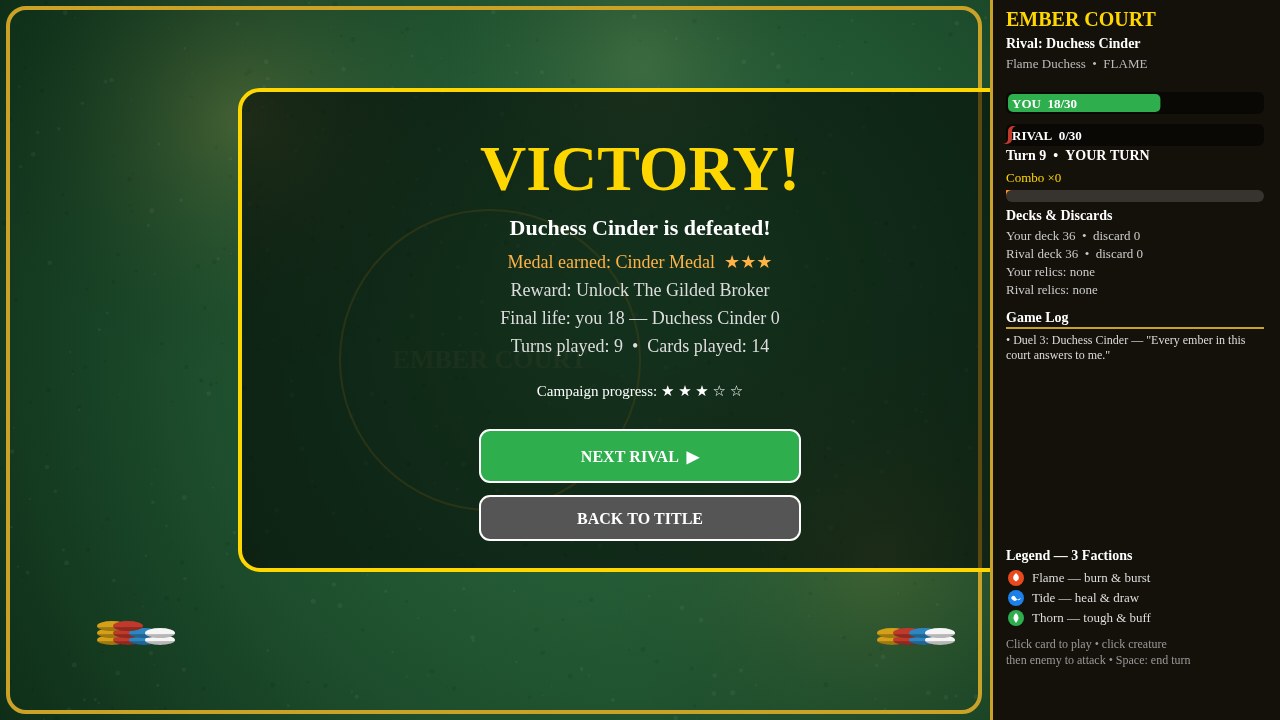 VICTORY!
Duchess Cinder is defeated!
Medal earned: Cinder Medal ★★★
Reward: Unlock The Gilded Broker
Final life: you 18 — Duchess Cinder 0
Turns played: 9 • Cards played: 14
EMBER COURT
Campaign progress: ★ ★ ★ ☆ ☆
NEXT RIVAL ▶
BACK TO TITLE
EMBER COURT
Rival: Duchess Cinder
Flame Duchess • FLAME
YOU 18/30
RIVAL 0/30
Turn 9 • YOUR TURN
Combo ×0
Decks & Discards
Your deck 36 • discard 0
Rival deck 36 • discard 0
Your relics: none
Rival relics: none
Game Log
• Duel 3: Duchess Cinder — "Every ember in this
court answers to me."
Legend — 3 Factions
Flame — burn & burst
Tide — heal & draw
Thorn — tough & buff
Click card to play • click creature
then enemy to attack • Space: end turn